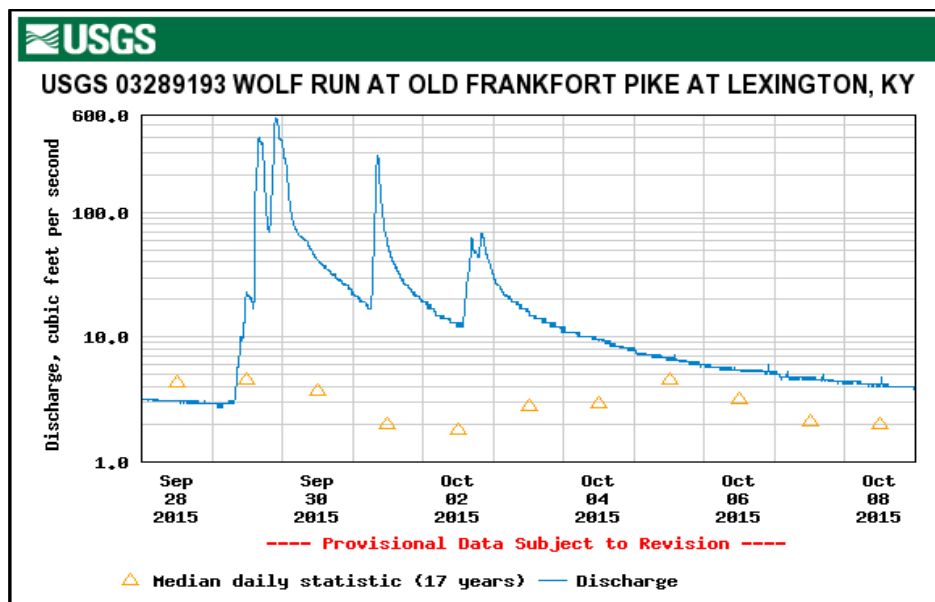 USGS
USGS 03289193 WOLF RUN AT OLD FRANKFORT PIKE AT LEXINGTON, KY
Discharge, cubic feet per second
600.0
100.0
10.0
1.0
Sep 28 2015
Sep 30 2015
Oct 02 2015
Oct 04 2015
Oct 06 2015
Oct 08 2015
---- Provisional Data Subject to Revision ----
Median daily statistic (17 years)
Discharge